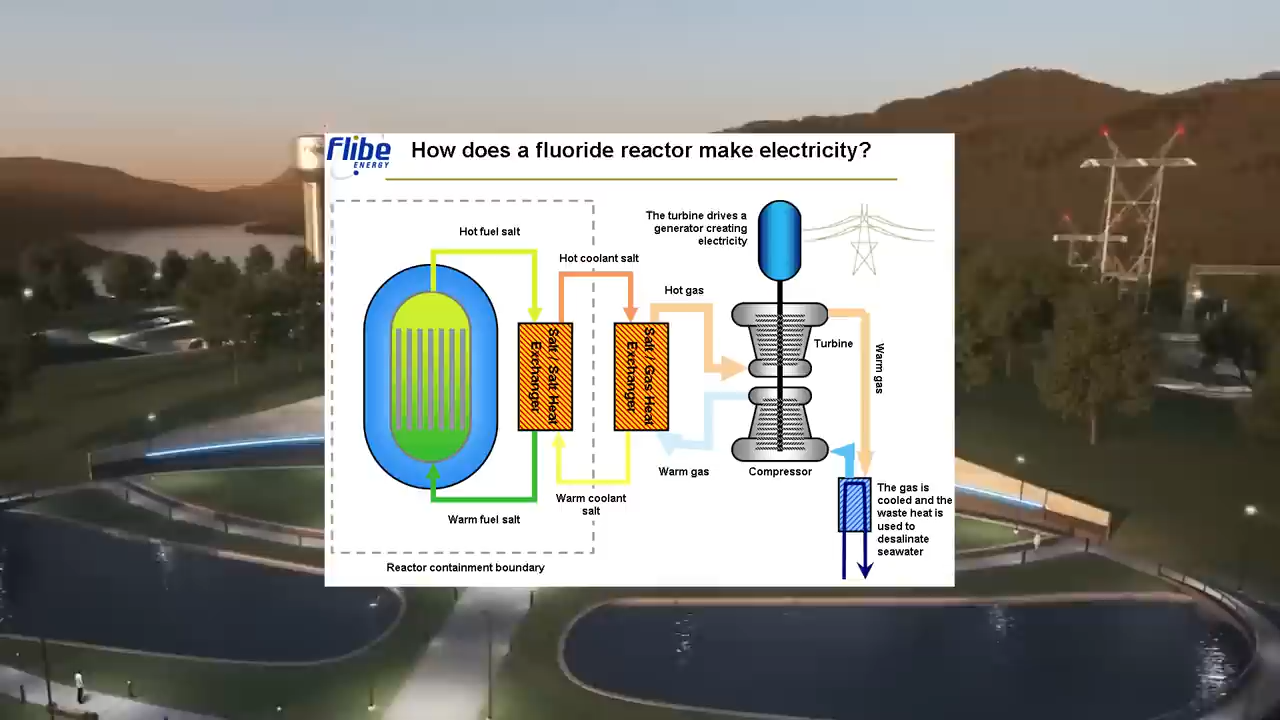 Flibe
ENERGY
How does a fluoride reactor make electricity?
The turbine drives a
generator creating
electricity
Hot fuel salt
Hot coolant salt
Hot gas
Salt / Salt Heat
Exchanger
Salt / Gas Heat
Exchanger
Turbine
Warm gas
Warm gas
Compressor
Warm coolant
salt
Warm fuel salt
The gas is
cooled and the
waste heat is
used to
desalinate
seawater
Reactor containment boundary